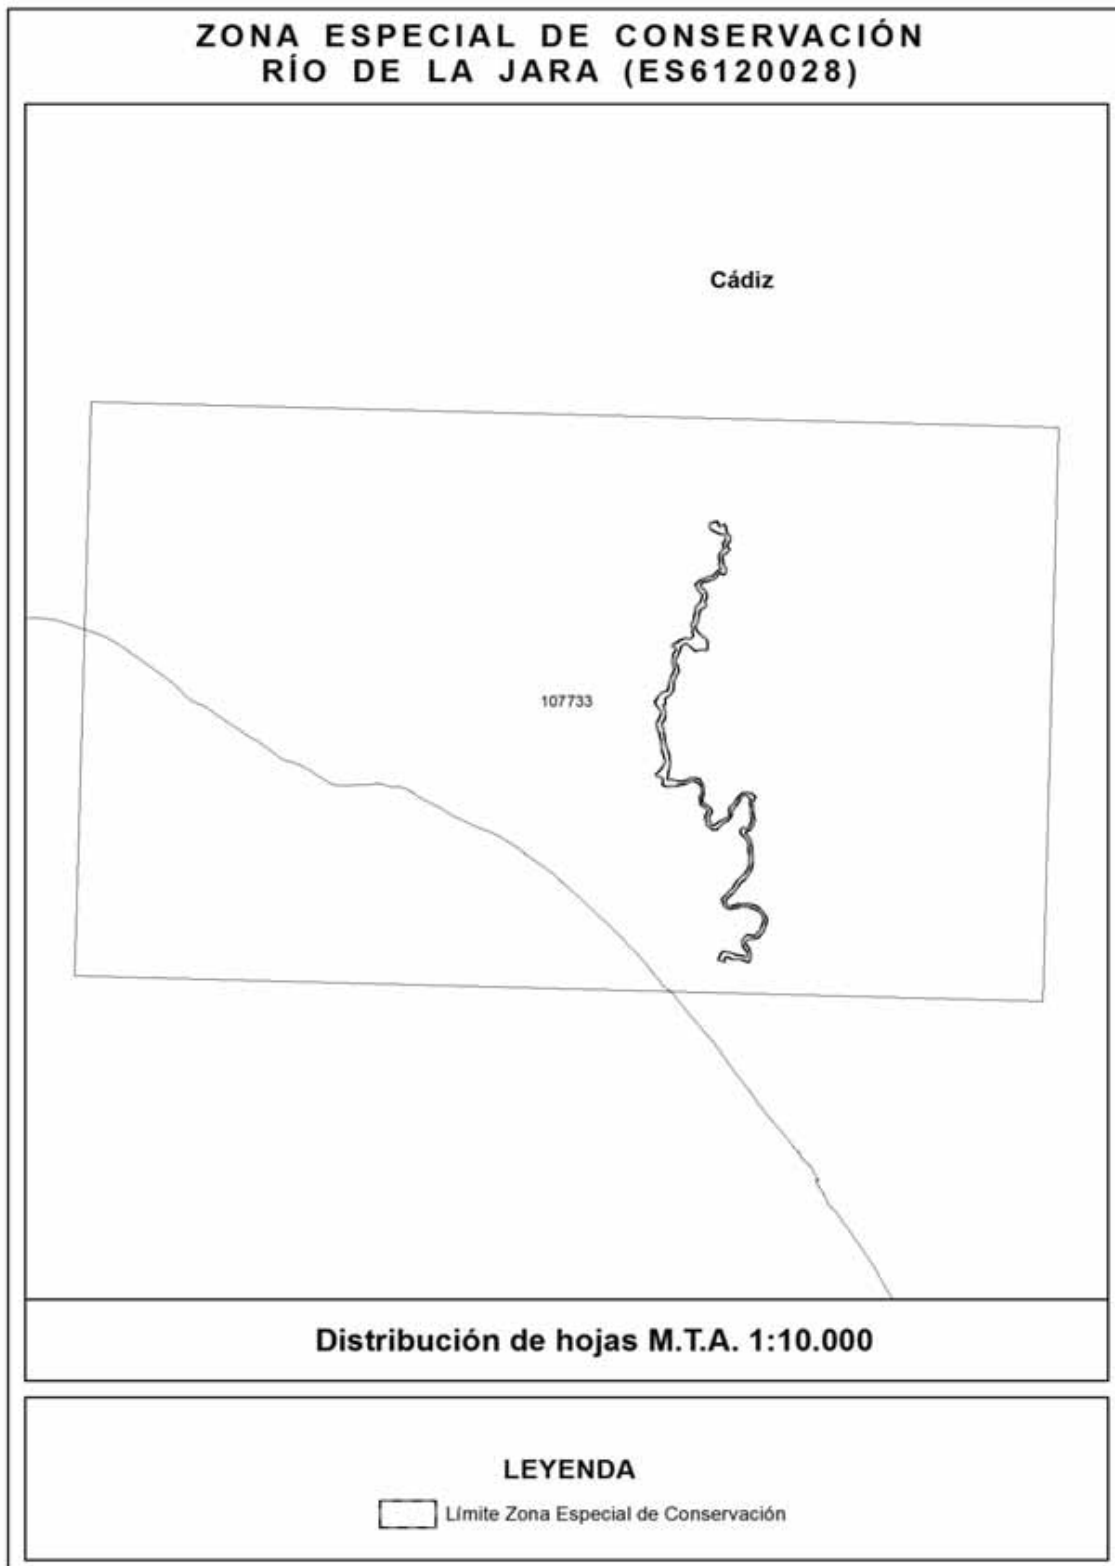 ZONA ESPECIAL DE CONSERVACIÓN
RÍO DE LA JARA (ES6120028)
Cádiz
107733
Distribución de hojas M.T.A. 1:10.000
LEYENDA
Límite Zona Especial de Conservación